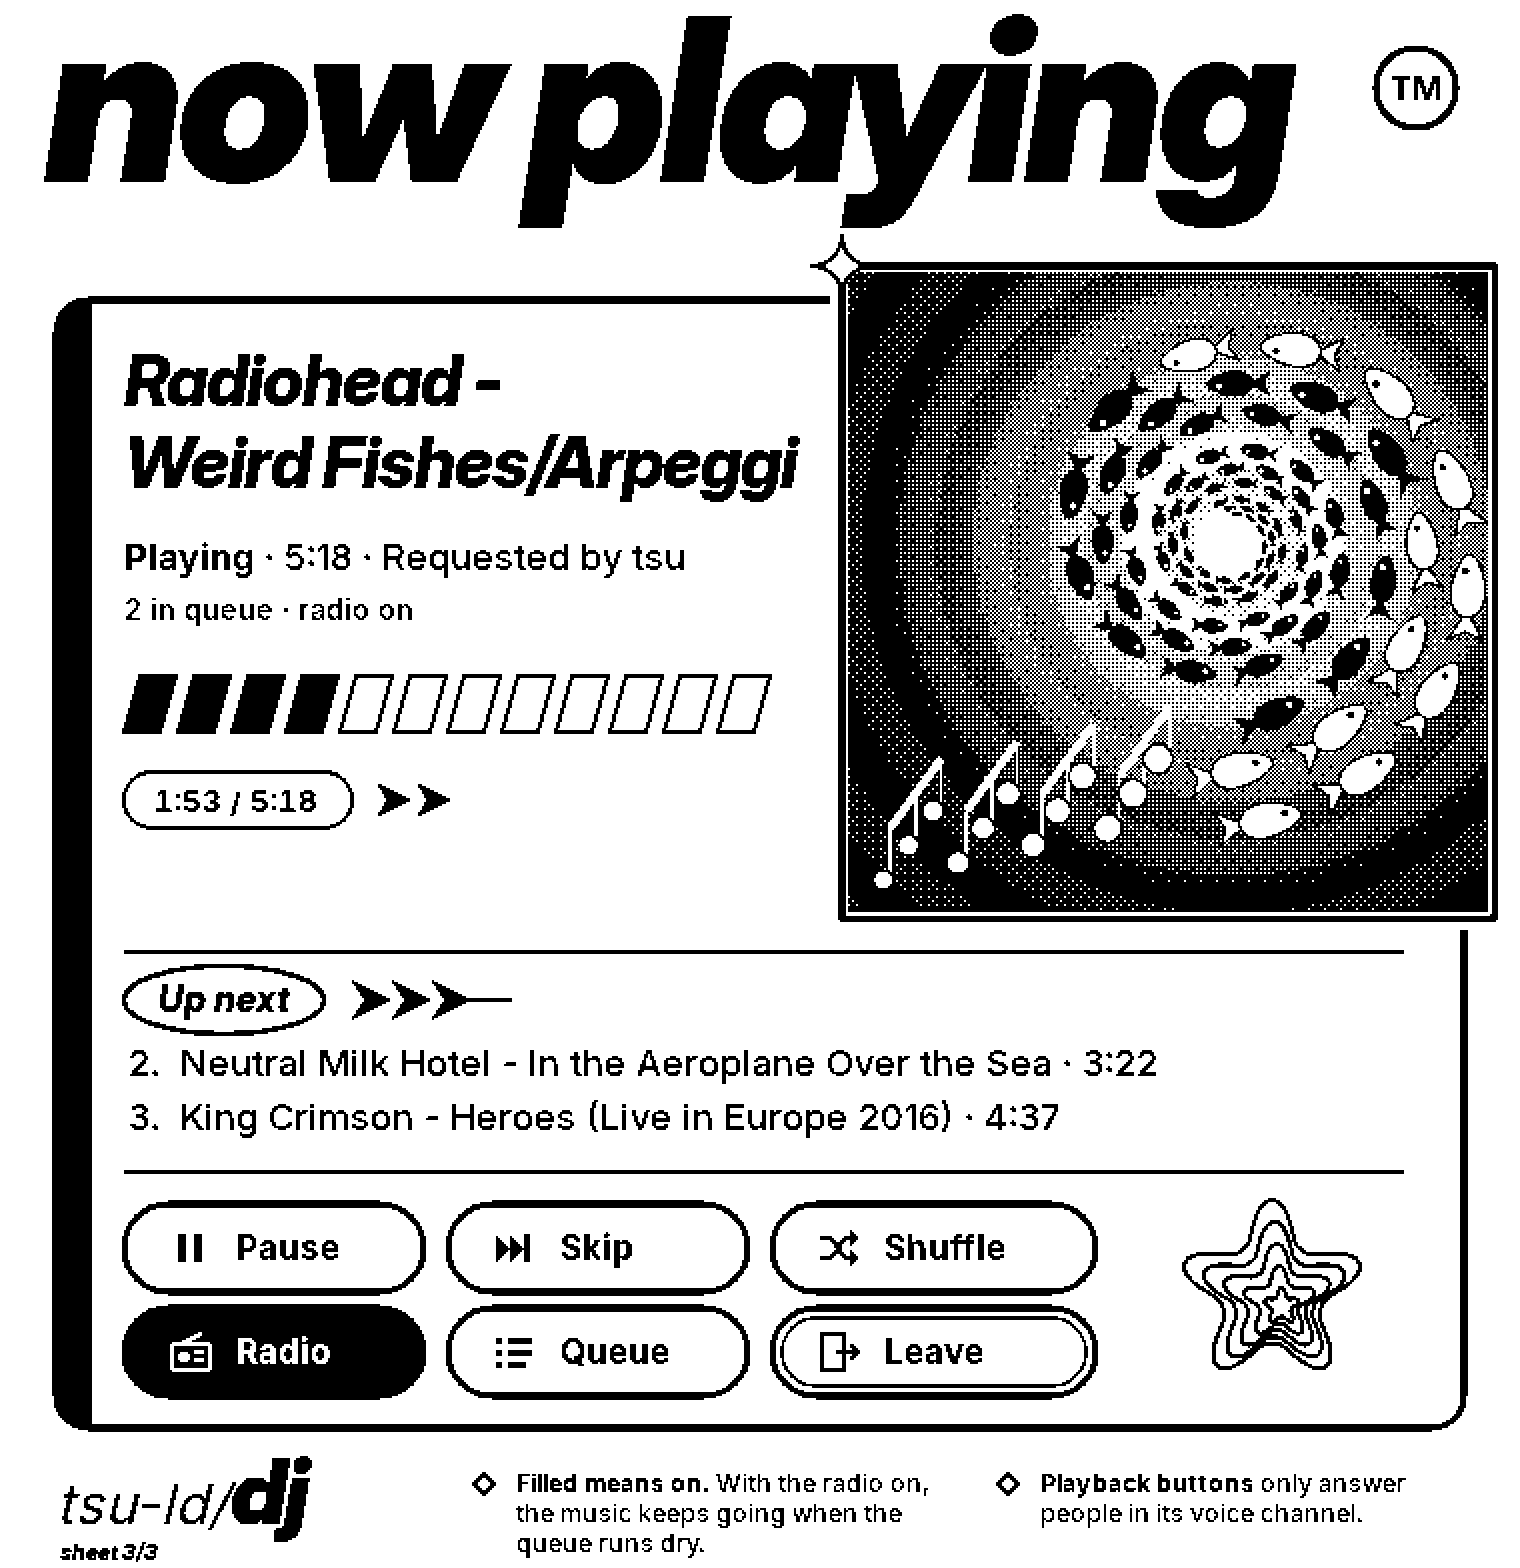 now playing
TM
Radiohead -
Weird Fishes/Arpeggi
Playing · 5:18 · Requested by tsu
2 in queue · radio on
1:53 / 5:18
Up next
2. Neutral Milk Hotel - In the Aeroplane Over the Sea · 3:22
3. King Crimson - Heroes (Live in Europe 2016) · 4:37
Pause
Skip
Shuffle
Radio
Queue
Leave
tsu-ld/dj
sheet 3/3
Filled means on. With the radio on,
the music keeps going when the
queue runs dry.
Playback buttons only answer
people in its voice channel.